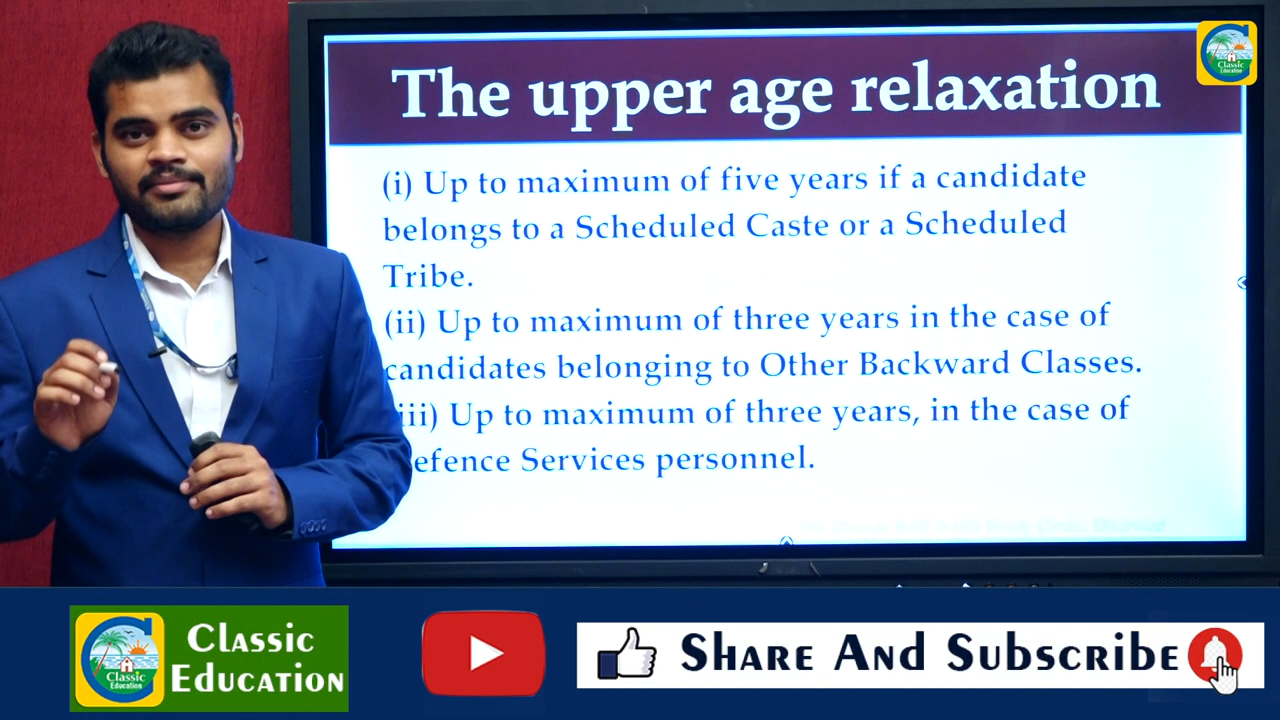 The upper age relaxation
Classic
Education
(i) Up to maximum of five years if a candidate
belongs to a Scheduled Caste or a Scheduled
Tribe.
(ii) Up to maximum of three years in the case of
candidates belonging to Other Backward Classes.
iii) Up to maximum of three years, in the case of
efence Services personnel.
Classic
Education
Classic
Education
Share And Subscribe